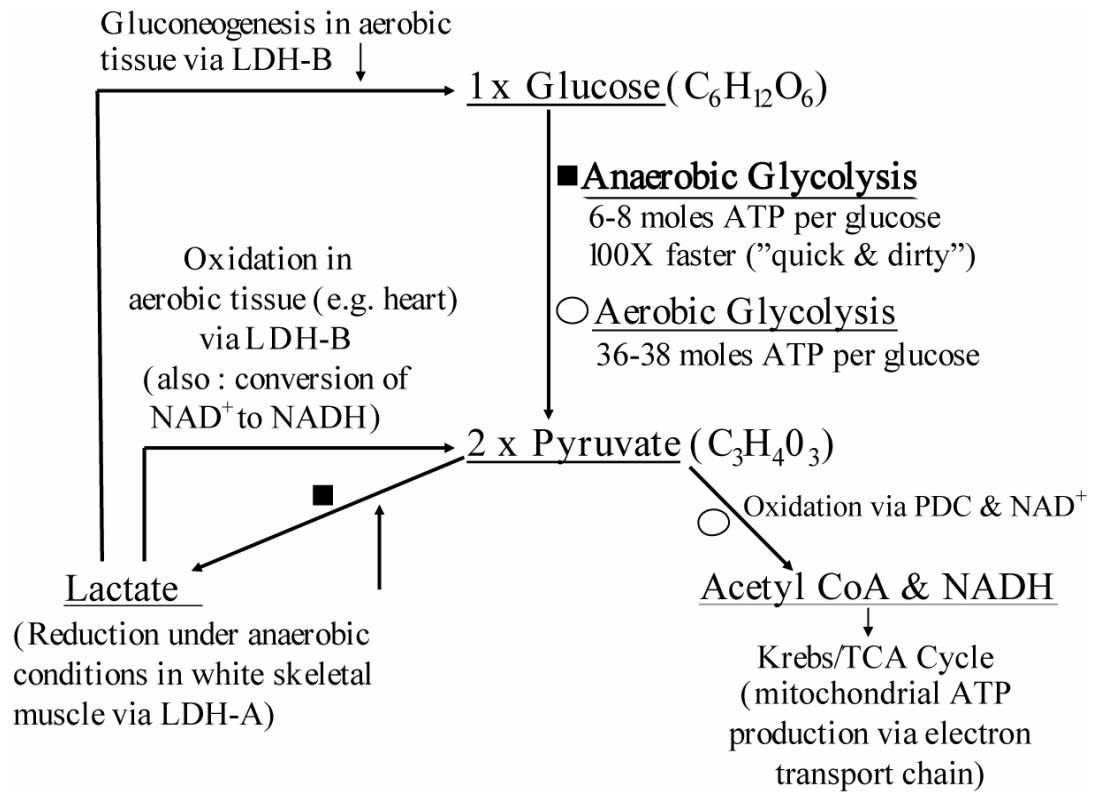 Gluconeogenesis in aerobic
tissue via LDH-B
1x Glucose (C₆H₁₂O₆)
Anaerobic Glycolysis
6-8 moles ATP per glucose
100X faster ("quick & dirty")
Oxidation in
aerobic tissue (e.g. heart)
via LDH-B
(also : conversion of
NAD⁺ to NADH)
Aerobic Glycolysis
36-38 moles ATP per glucose
2 x Pyruvate (C₃H₄0₃)
Oxidation via PDC & NAD⁺
Lactate
(Reduction under anaerobic
conditions in white skeletal
muscle via LDH-A)
Acetyl CoA & NADH
Krebs/TCA Cycle
(mitochondrial ATP
production via electron
transport chain)